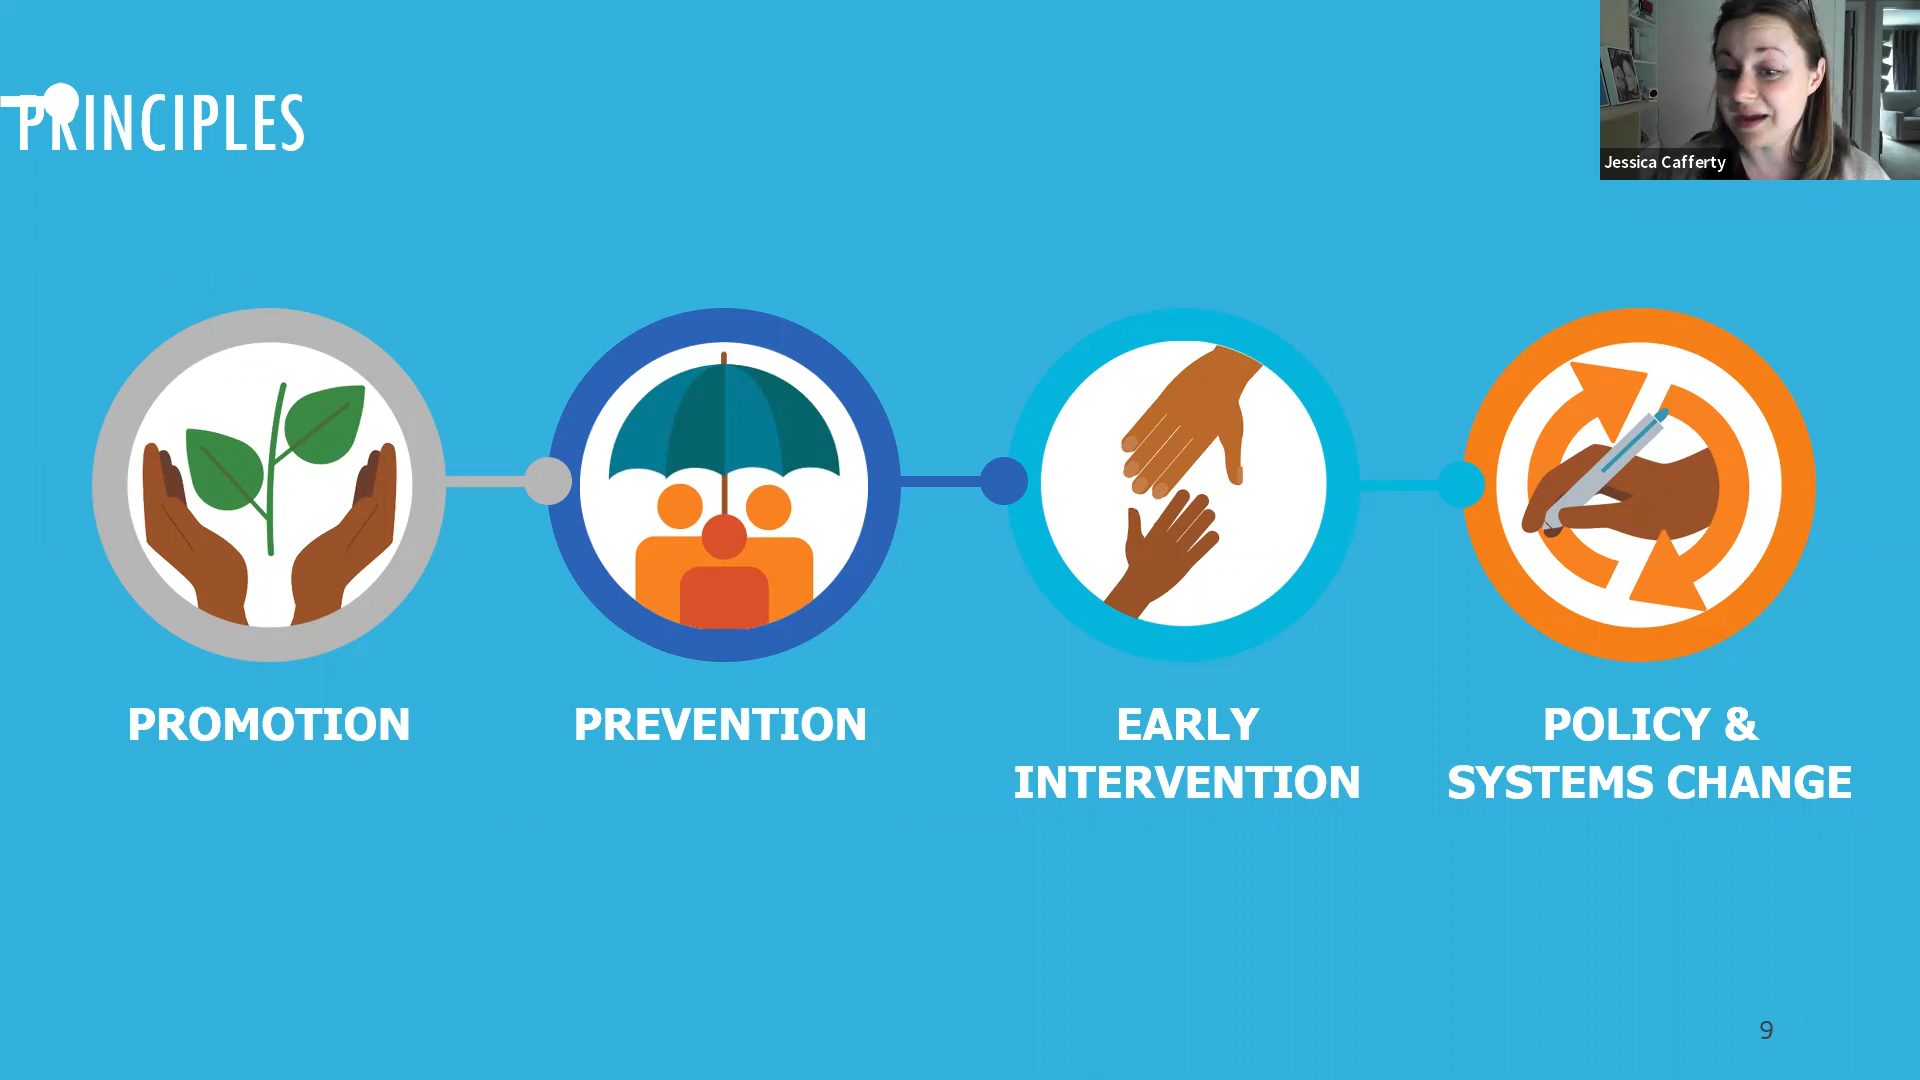 PRINCIPLES
Jessica Cafferty
PROMOTION
PREVENTION
EARLY
INTERVENTION
POLICY &
SYSTEMS CHANGE
9